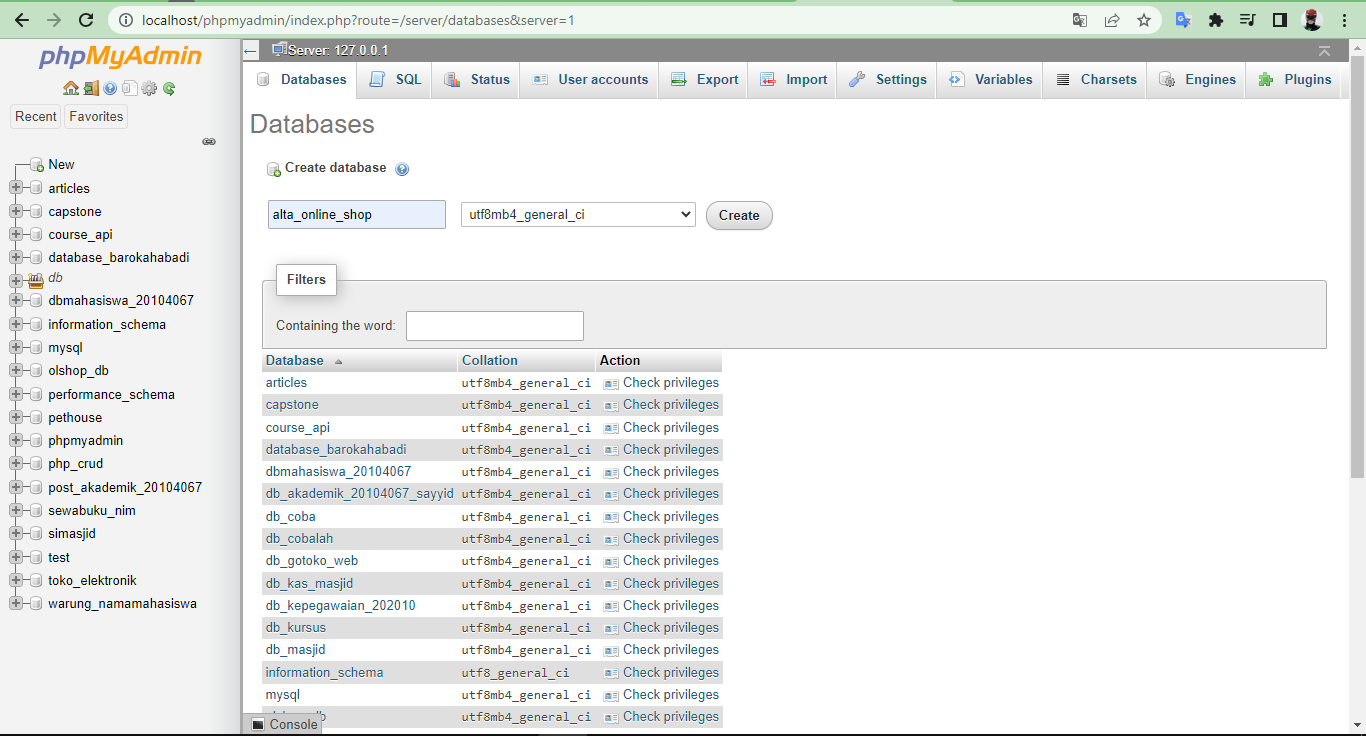 localhost/phpmyadmin/index.php?route=/server/databases&server=1
phpMyAdmin
Recent Favorites
New
articles
capstone
course_api
database_barokahabadi
db
dbmahasiswa_20104067
information_schema
mysql
olshop_db
performance_schema
pethouse
phpmyadmin
php_crud
post_akademik_20104067
sewabuku_nim
simasjid
test
toko_elektronik
warung_namamahasiswa
Server: 127.0.0.1
Databases SQL Status User accounts Export Import Settings Variables Charsets Engines Plugins
Databases
Create database
alta_online_shop utf8mb4_general_ci Create
Filters
Containing the word:
Database Collation Action
articles utf8mb4_general_ci Check privileges
capstone utf8mb4_general_ci Check privileges
course_api utf8mb4_general_ci Check privileges
database_barokahabadi utf8mb4_general_ci Check privileges
dbmahasiswa_20104067 utf8mb4_general_ci Check privileges
db_akademik_20104067_sayyid utf8mb4_general_ci Check privileges
db_coba utf8mb4_general_ci Check privileges
db_cobalah utf8mb4_general_ci Check privileges
db_gotoko_web utf8mb4_general_ci Check privileges
db_kas_masjid utf8mb4_general_ci Check privileges
db_kepegawaian_202010 utf8mb4_general_ci Check privileges
db_kursus utf8mb4_general_ci Check privileges
db_masjid utf8mb4_general_ci Check privileges
information_schema utf8_general_ci Check privileges
mysql utf8mb4_general_ci Check privileges
utf8mb4_general_ci Check privileges
Console